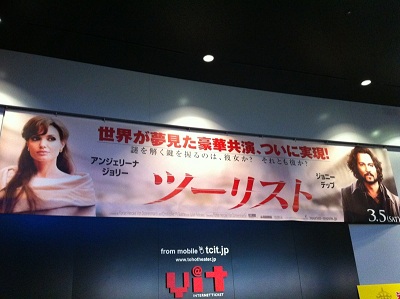 世界が夢見た豪華共演、ついに実現!
謎を解く鍵を握るのは、彼女か? それとも彼か?
アンジェリーナ
ジョリー
ツーリスト
ジョニー
デップ
3.5(SAT)
from mobile tcit.jp
www.tohotheater.jp
vit
INTERNET TICKET